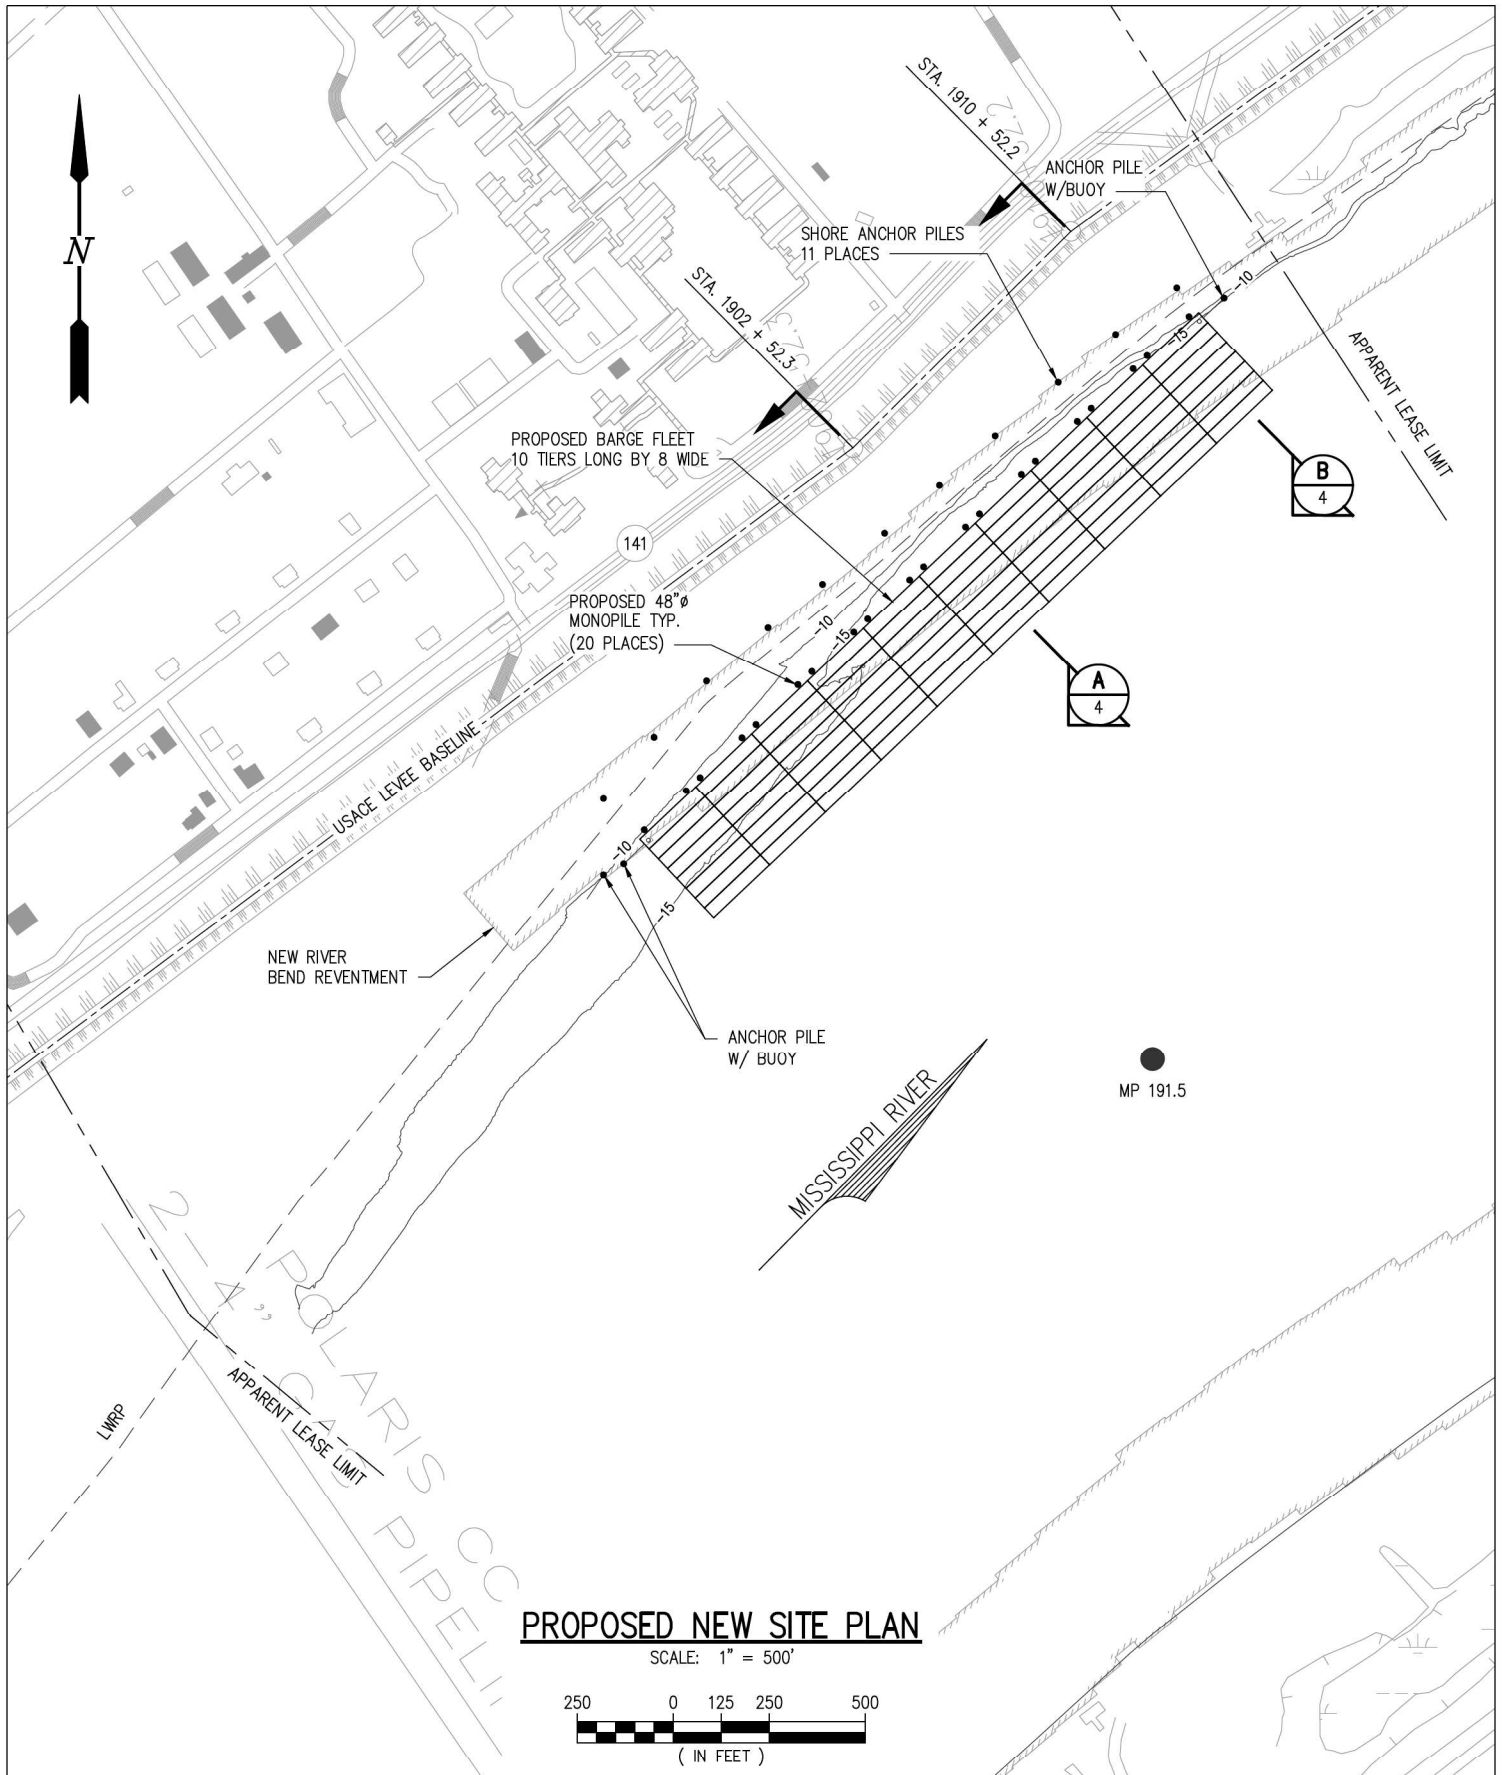 STA. 1910 + 52.2
ANCHOR PILE
W/BUOY
SHORE ANCHOR PILES
11 PLACES
N
STA. 1902 + 52.3
-10
-15
APPARENT LEASE LIMIT
PROPOSED BARGE FLEET
10 TIERS LONG BY 8 WIDE
B
4
141
PROPOSED 48"ø
MONOPILE TYP.
(20 PLACES)
-10
-15
A
4
USACE LEVEE BASELINE
-10
-15
NEW RIVER
BEND REVENTMENT
ANCHOR PILE
W/ BUOY
MP 191.5
MISSISSIPPI RIVER
2-4" GAS
POLARIS CO
PIPELI
APPARENT LEASE LIMIT
LWRP
PROPOSED NEW SITE PLAN
SCALE: 1" = 500'
250 0 125 250 500
( IN FEET )